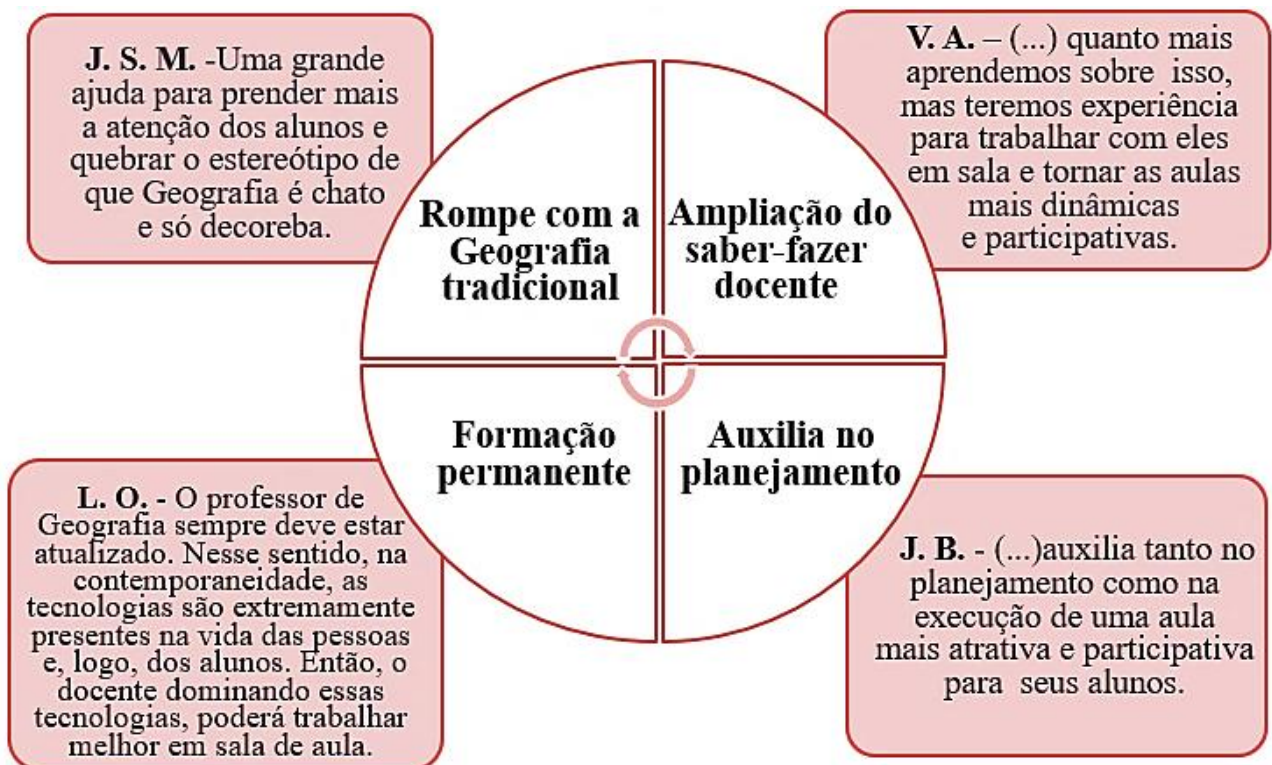 J. S. M. -Uma grande
ajuda para prender mais
a atenção dos alunos e
quebrar o estereótipo de
que Geografia é chato
e só decoreba.
V. A. – (...) quanto mais
aprendemos sobre isso,
mas teremos experiência
para trabalhar com eles
em sala e tornar as aulas
mais dinâmicas
e participativas.
Rompe com a
Geografia
tradicional
Ampliação do
saber-fazer
docente
Formação
permanente
Auxilia no
planejamento
L. O. - O professor de
Geografia sempre deve estar
atualizado. Nesse sentido, na
contemporaneidade, as
tecnologias são extremamente
presentes na vida das pessoas
e, logo, dos alunos. Então, o
docente dominando essas
tecnologias, poderá trabalhar
melhor em sala de aula.
J. B. - (...)auxilia tanto no
planejamento como na
execução de uma aula
mais atrativa e participativa
para seus alunos.